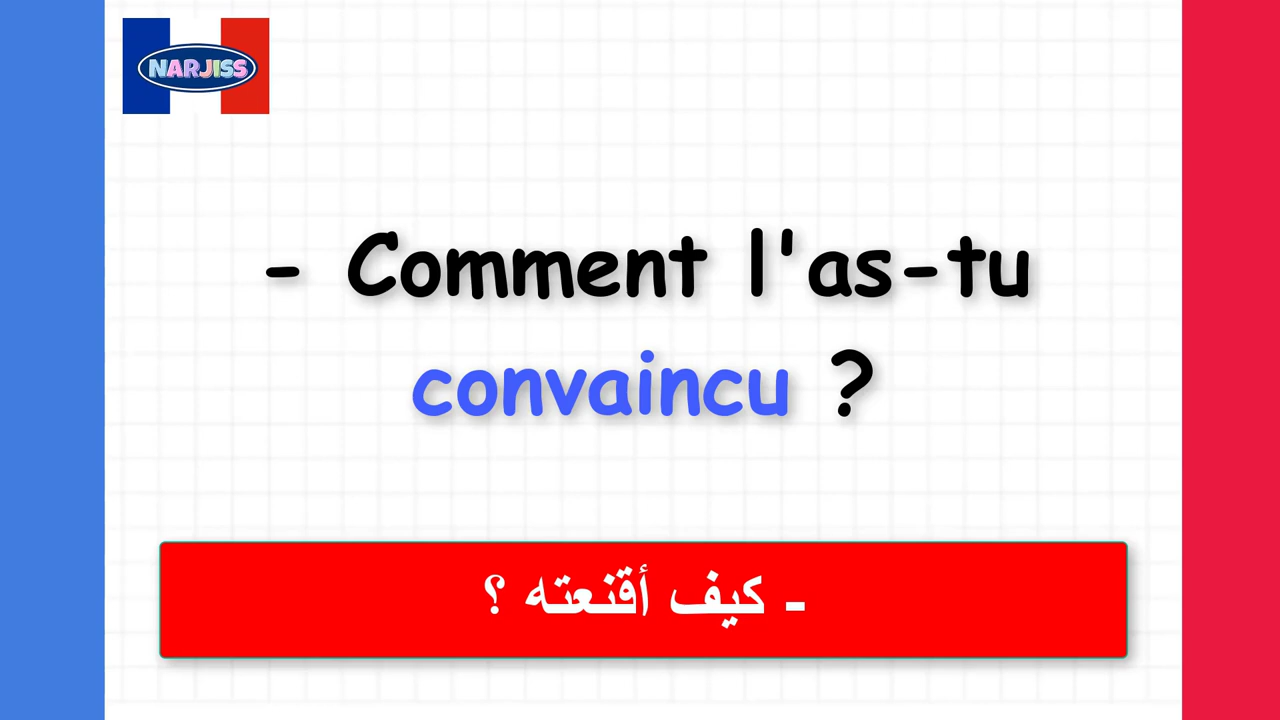 NARJISS
- Comment l'as-tu
convaincu ?
- كيف أقنعته ؟